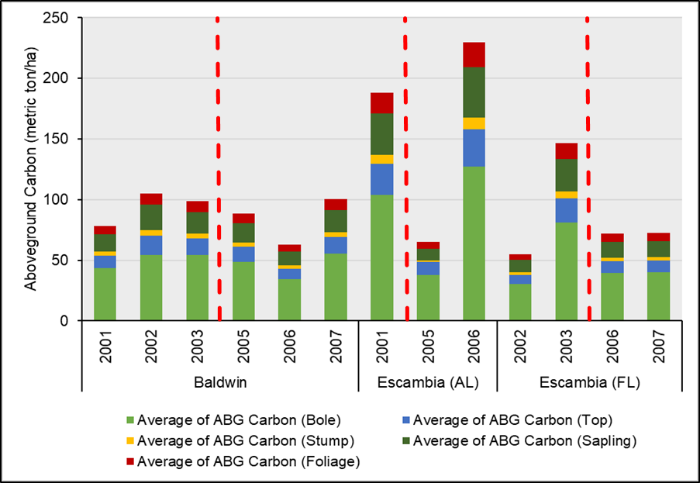 250
200
150
100
50
0
Aboveground Carbon (metric ton/ha)
2001 2002 2003 2005 2006 2007 2001 2005 2006 2002 2003 2006 2007
Baldwin Escambia (AL) Escambia (FL)
Average of ABG Carbon (Bole) Average of ABG Carbon (Top)
Average of ABG Carbon (Stump) Average of ABG Carbon (Sapling)
Average of ABG Carbon (Foliage)